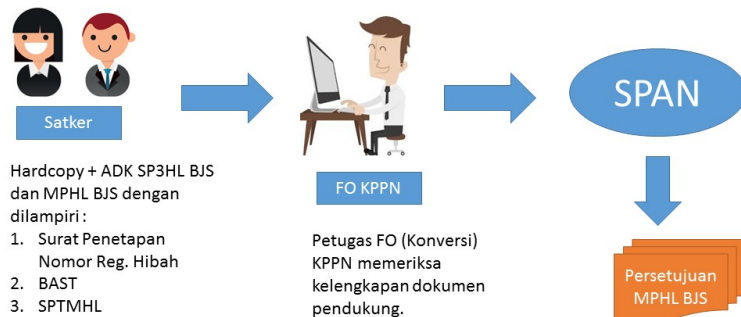 Satker
Hardcopy + ADK SP3HL BJS
dan MPHL BJS dengan
dilampiri :
1. Surat Penetapan
Nomor Reg. Hibah
2. BAST
3. SPTMHL
FO KPPN
Petugas FO (Konversi)
KPPN memeriksa
kelengkapan dokumen
pendukung.
SPAN
Persetujuan
MPHL BJS